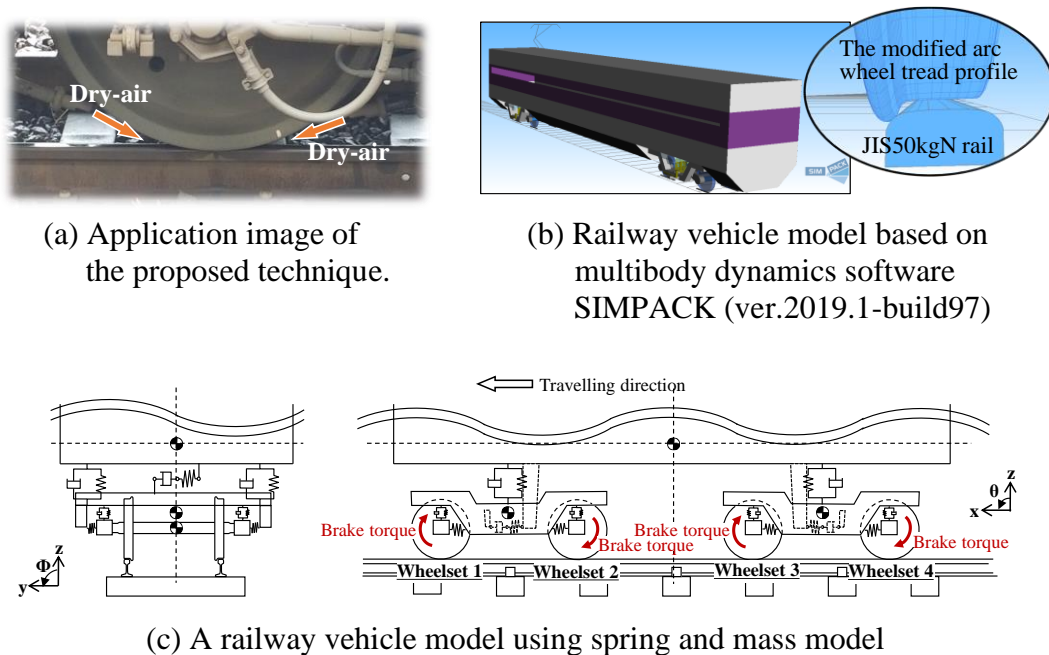 Dry-air
Dry-air
The modified arc
wheel tread profile
JIS50kgN rail
SIMPACK
(a) Application image of
the proposed technique.
(b) Railway vehicle model based on
multibody dynamics software
SIMPACK (ver.2019.1-build97)
Travelling direction
z
Φ
y
z
θ
x
Brake torque
Brake torque
Brake torque
Brake torque
Wheelset 1
Wheelset 2
Wheelset 3
Wheelset 4
(c) A railway vehicle model using spring and mass model